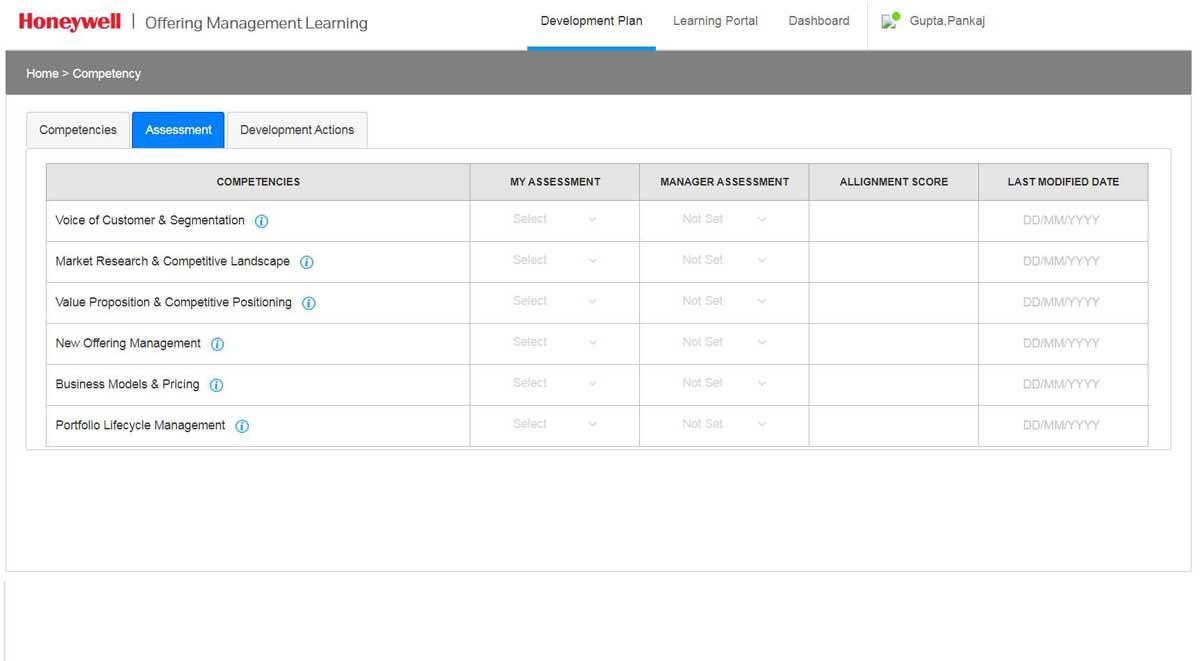 Honeywell | Offering Management Learning Development Plan Learning Portal Dashboard Gupta,Pankaj
Home > Competency
Competencies Assessment Development Actions
COMPETENCIES MY ASSESSMENT MANAGER ASSESSMENT ALLIGNMENT SCORE LAST MODIFIED DATE
Voice of Customer & Segmentation i Select Not Set DD/MM/YYYY
Market Research & Competitive Landscape i Select Not Set DD/MM/YYYY
Value Proposition & Competitive Positioning i Select Not Set DD/MM/YYYY
New Offering Management i Select Not Set DD/MM/YYYY
Business Models & Pricing i Select Not Set DD/MM/YYYY
Portfolio Lifecycle Management i Select Not Set DD/MM/YYYY